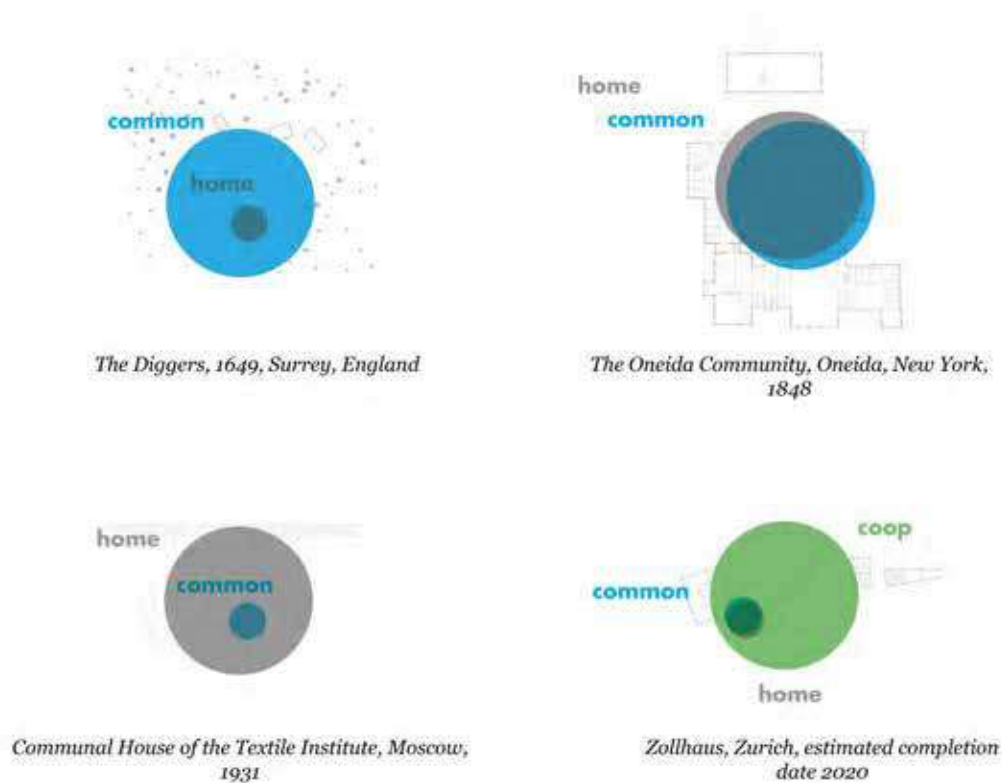 common
home
The Diggers, 1649, Surrey, England
home
common
The Oneida Community, Oneida, New York,
1848
home
common
Communal House of the Textile Institute, Moscow,
1931
coop
common
home
Zollhaus, Zurich, estimated completion
date 2020